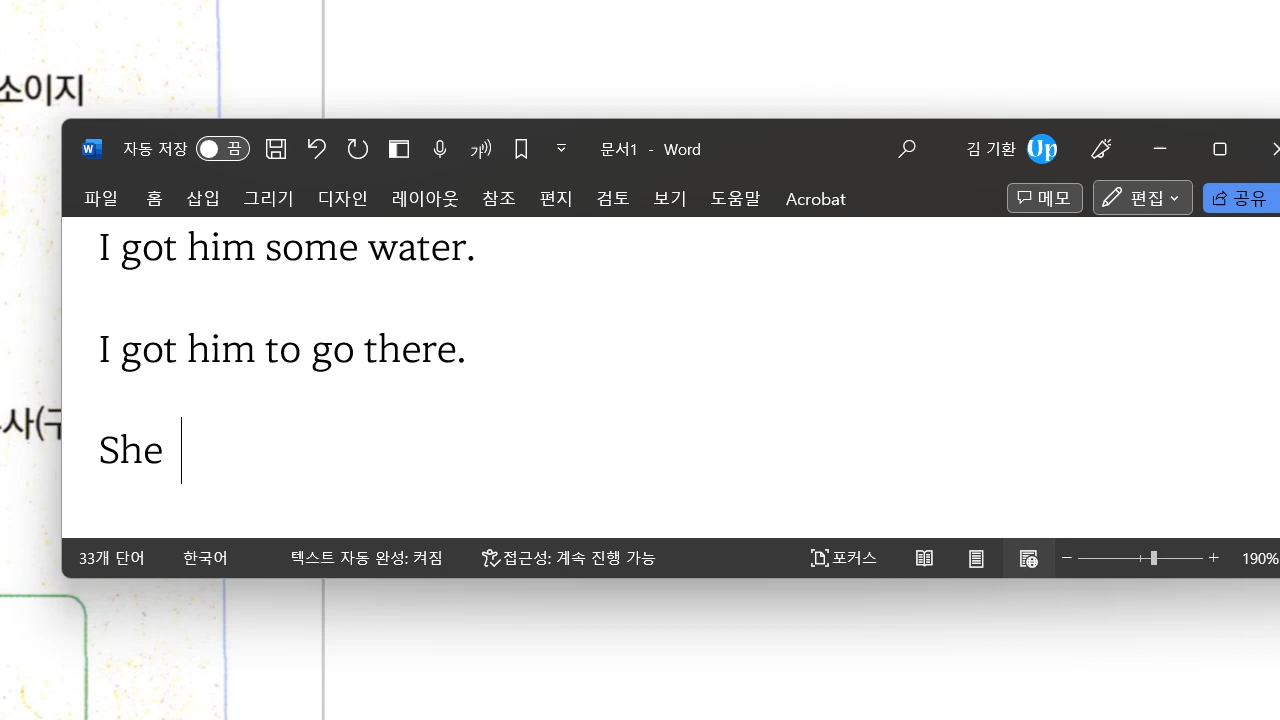 소이지
자동 저장 끔 가 문서1 - Word 김 기환 Up
파일 홈 삽입 그리기 디자인 레이아웃 참조 편지 검토 보기 도움말 Acrobat 메모 편집 공유
I got him some water.
I got him to go there.
사(구
She
33개 단어 한국어 텍스트 자동 완성: 켜짐 접근성: 계속 진행 가능 포커스 190%